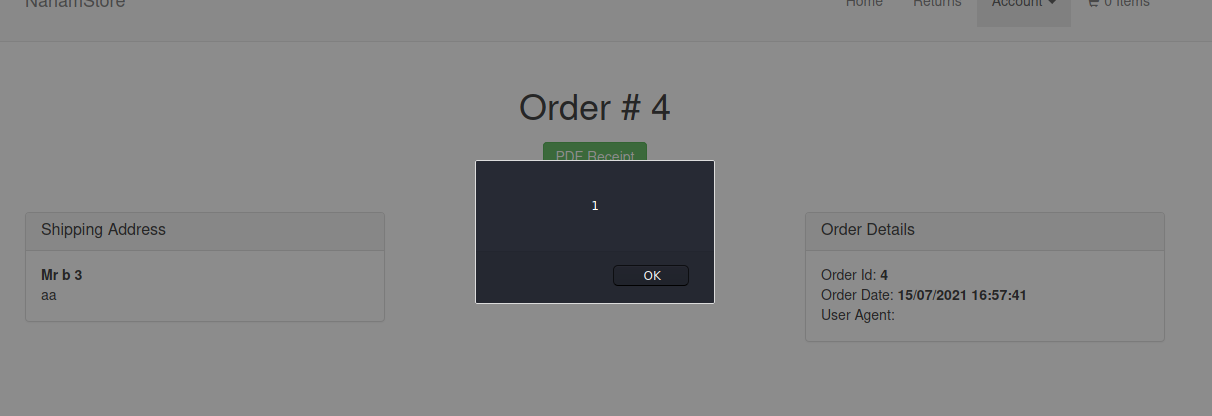 NahamStore
Home Returns Account 0 Items
Order # 4
PDF Receipt
1
OK
Shipping Address
Mr b 3
aa
Order Details
Order Id: 4
Order Date: 15/07/2021 16:57:41
User Agent: